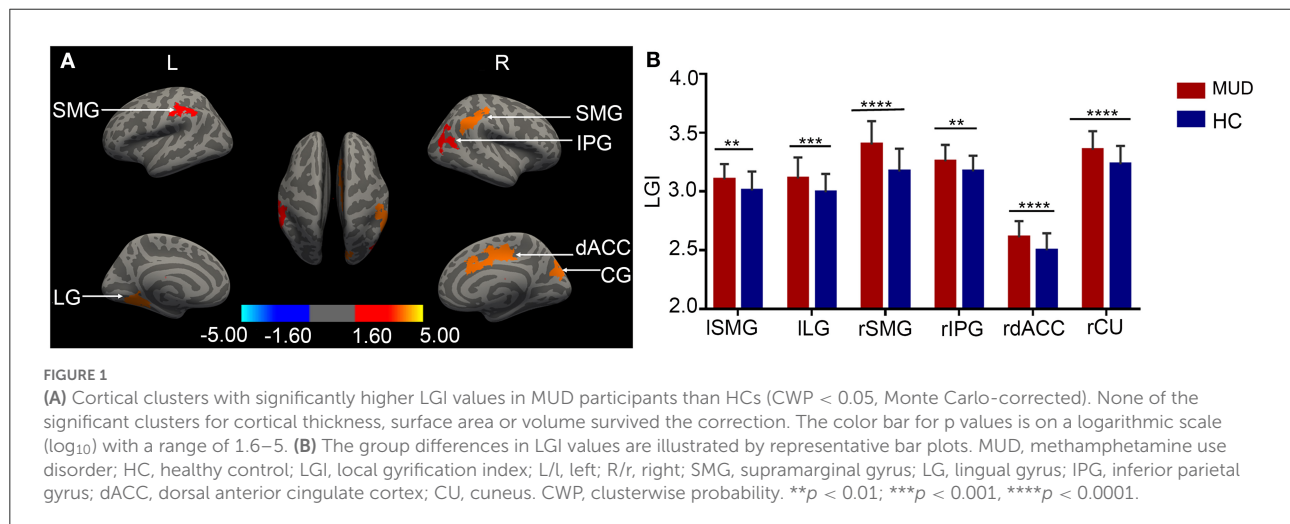 A
L
R
SMG
SMG
IPG
dACC
CG
LG
-5.00 -1.60 1.60 5.00
B
4.0
3.5
3.0
2.5
2.0
LGI
** *** **** ** **** ****
MUD
HC
lSMG lLG rSMG rIPG rdACC rCU
FIGURE 1
(A) Cortical clusters with significantly higher LGI values in MUD participants than HCs (CWP < 0.05, Monte Carlo-corrected). None of the
significant clusters for cortical thickness, surface area or volume survived the correction. The color bar for p values is on a logarithmic scale
(log₁₀) with a range of 1.6–5. (B) The group differences in LGI values are illustrated by representative bar plots. MUD, methamphetamine use
disorder; HC, healthy control; LGI, local gyrification index; L/l, left; R/r, right; SMG, supramarginal gyrus; LG, lingual gyrus; IPG, inferior parietal
gyrus; dACC, dorsal anterior cingulate cortex; CU, cuneus. CWP, clusterwise probability. **p < 0.01; ***p < 0.001, ****p < 0.0001.